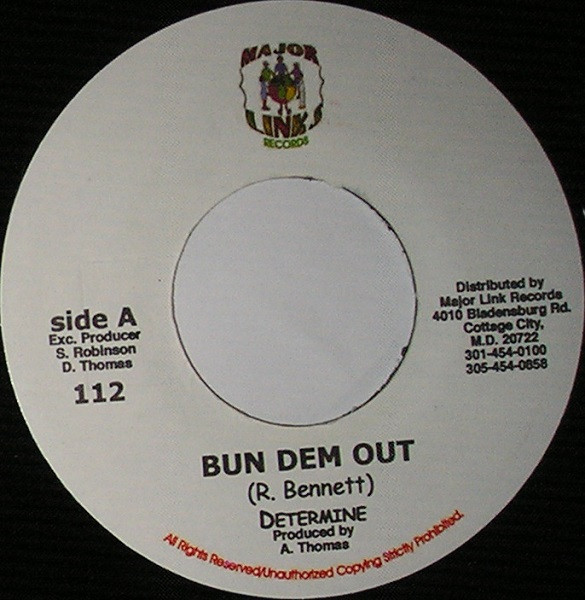 MAJOR
LINKS
RECORDS
side A
Exc. Producer
S. Robinson
D. Thomas
112
Distributed by
Major Link Records
4010 Bladensburg Rd.
Cottage City,
M.D. 20722
301-454-0100
305-454-0858
BUN DEM OUT
(R. Bennett)
DETERMINE
Produced by
A. Thomas
All Rights Reserved/Unauthorized Copying Strictly Prohibited.